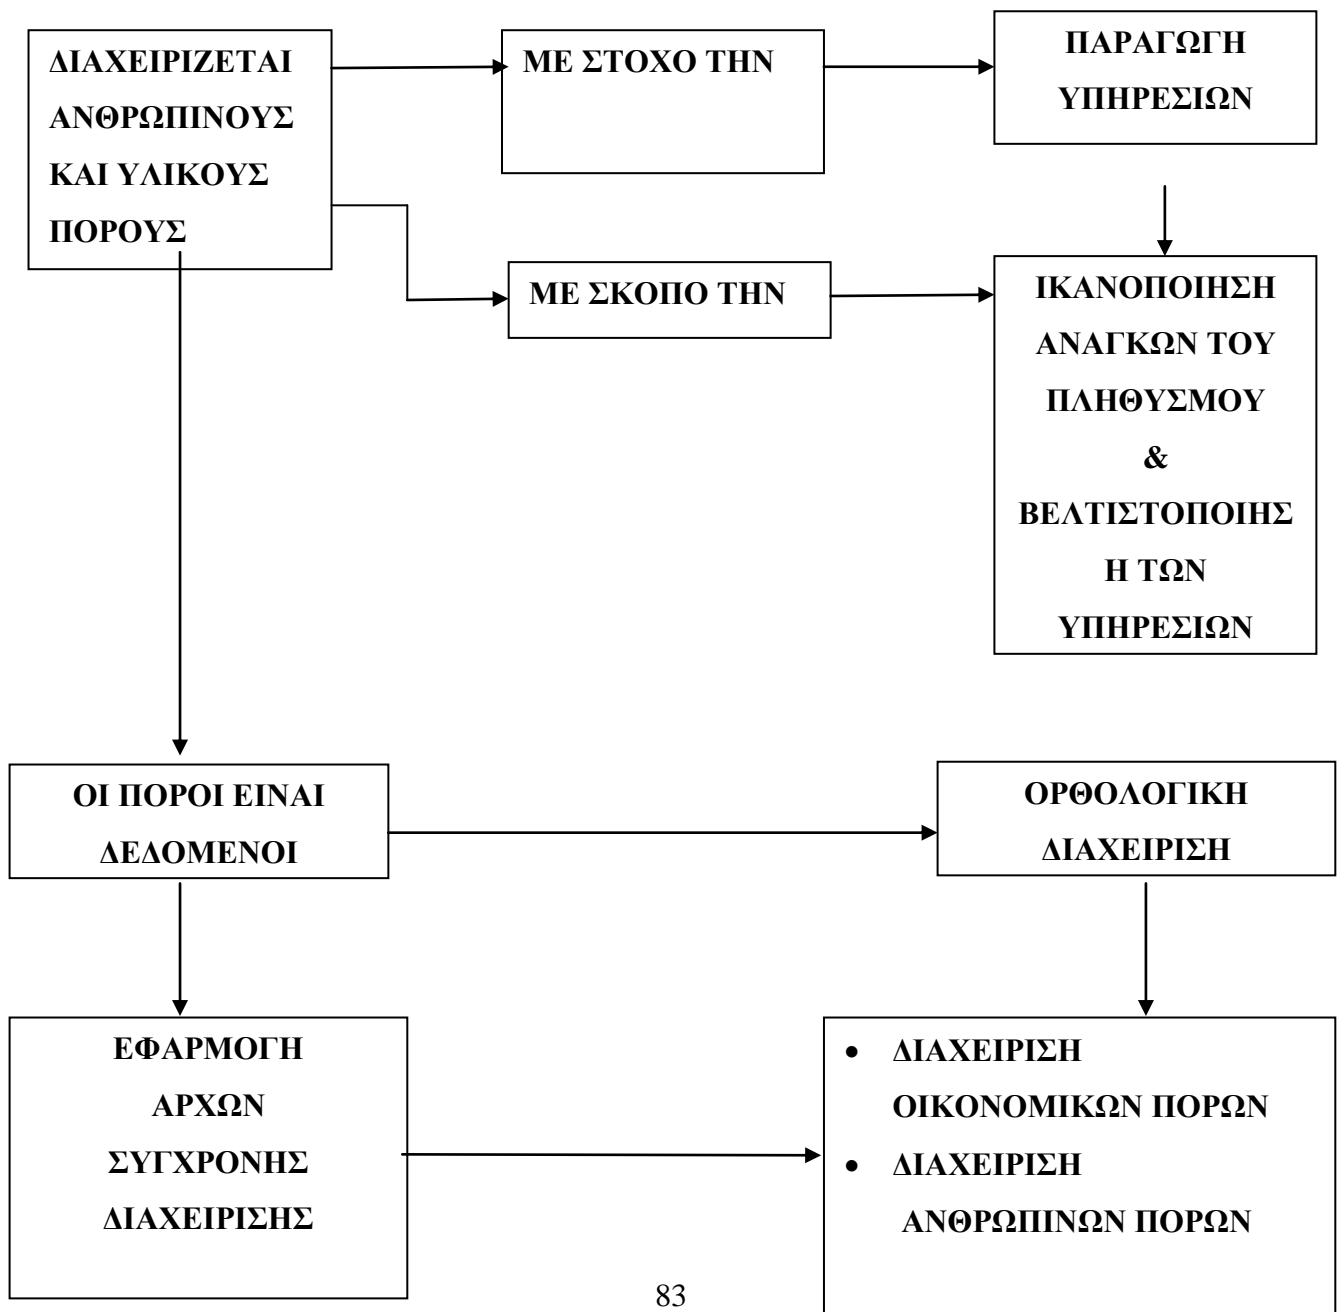 ΔΙΑΧΕΙΡΙΖΕΤΑΙ
ΑΝΘΡΩΠΙΝΟΥΣ
ΚΑΙ ΥΛΙΚΟΥΣ
ΠΟΡΟΥΣ
ΜΕ ΣΤΟΧΟ ΤΗΝ
ΠΑΡΑΓΩΓΗ
ΥΠΗΡΕΣΙΩΝ
ΜΕ ΣΚΟΠΟ ΤΗΝ
ΙΚΑΝΟΠΟΙΗΣΗ
ΑΝΑΓΚΩΝ ΤΟΥ
ΠΛΗΘΥΣΜΟΥ
&
ΒΕΛΤΙΣΤΟΠΟΙΗΣ
Η ΤΩΝ
ΥΠΗΡΕΣΙΩΝ
ΟΙ ΠΟΡΟΙ ΕΙΝΑΙ
ΔΕΔΟΜΕΝΟΙ
ΟΡΘΟΛΟΓΙΚΗ
ΔΙΑΧΕΙΡΙΣΗ
ΕΦΑΡΜΟΓΗ
ΑΡΧΩΝ
ΣΥΓΧΡΟΝΗΣ
ΔΙΑΧΕΙΡΙΣΗΣ
• ΔΙΑΧΕΙΡΙΣΗ
ΟΙΚΟΝΟΜΙΚΩΝ ΠΟΡΩΝ
• ΔΙΑΧΕΙΡΙΣΗ
ΑΝΘΡΩΠΙΝΩΝ ΠΟΡΩΝ
83